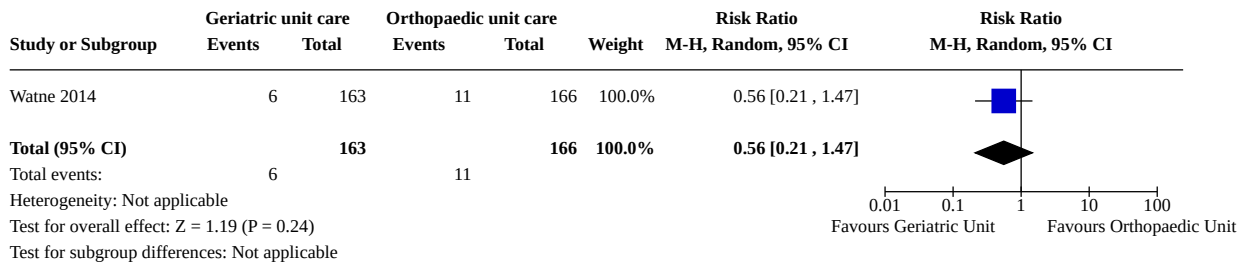 Geriatric unit care Orthopaedic unit care Risk Ratio Risk Ratio
Study or Subgroup Events Total Events Total Weight M-H, Random, 95% CI M-H, Random, 95% CI
Watne 2014 6 163 11 166 100.0% 0.56 [0.21 , 1.47]
Total (95% CI) 163 166 100.0% 0.56 [0.21 , 1.47]
Total events: 6 11
Heterogeneity: Not applicable
0.01 0.1 1 10 100
Test for overall effect: Z = 1.19 (P = 0.24) Favours Geriatric Unit Favours Orthopaedic Unit
Test for subgroup differences: Not applicable